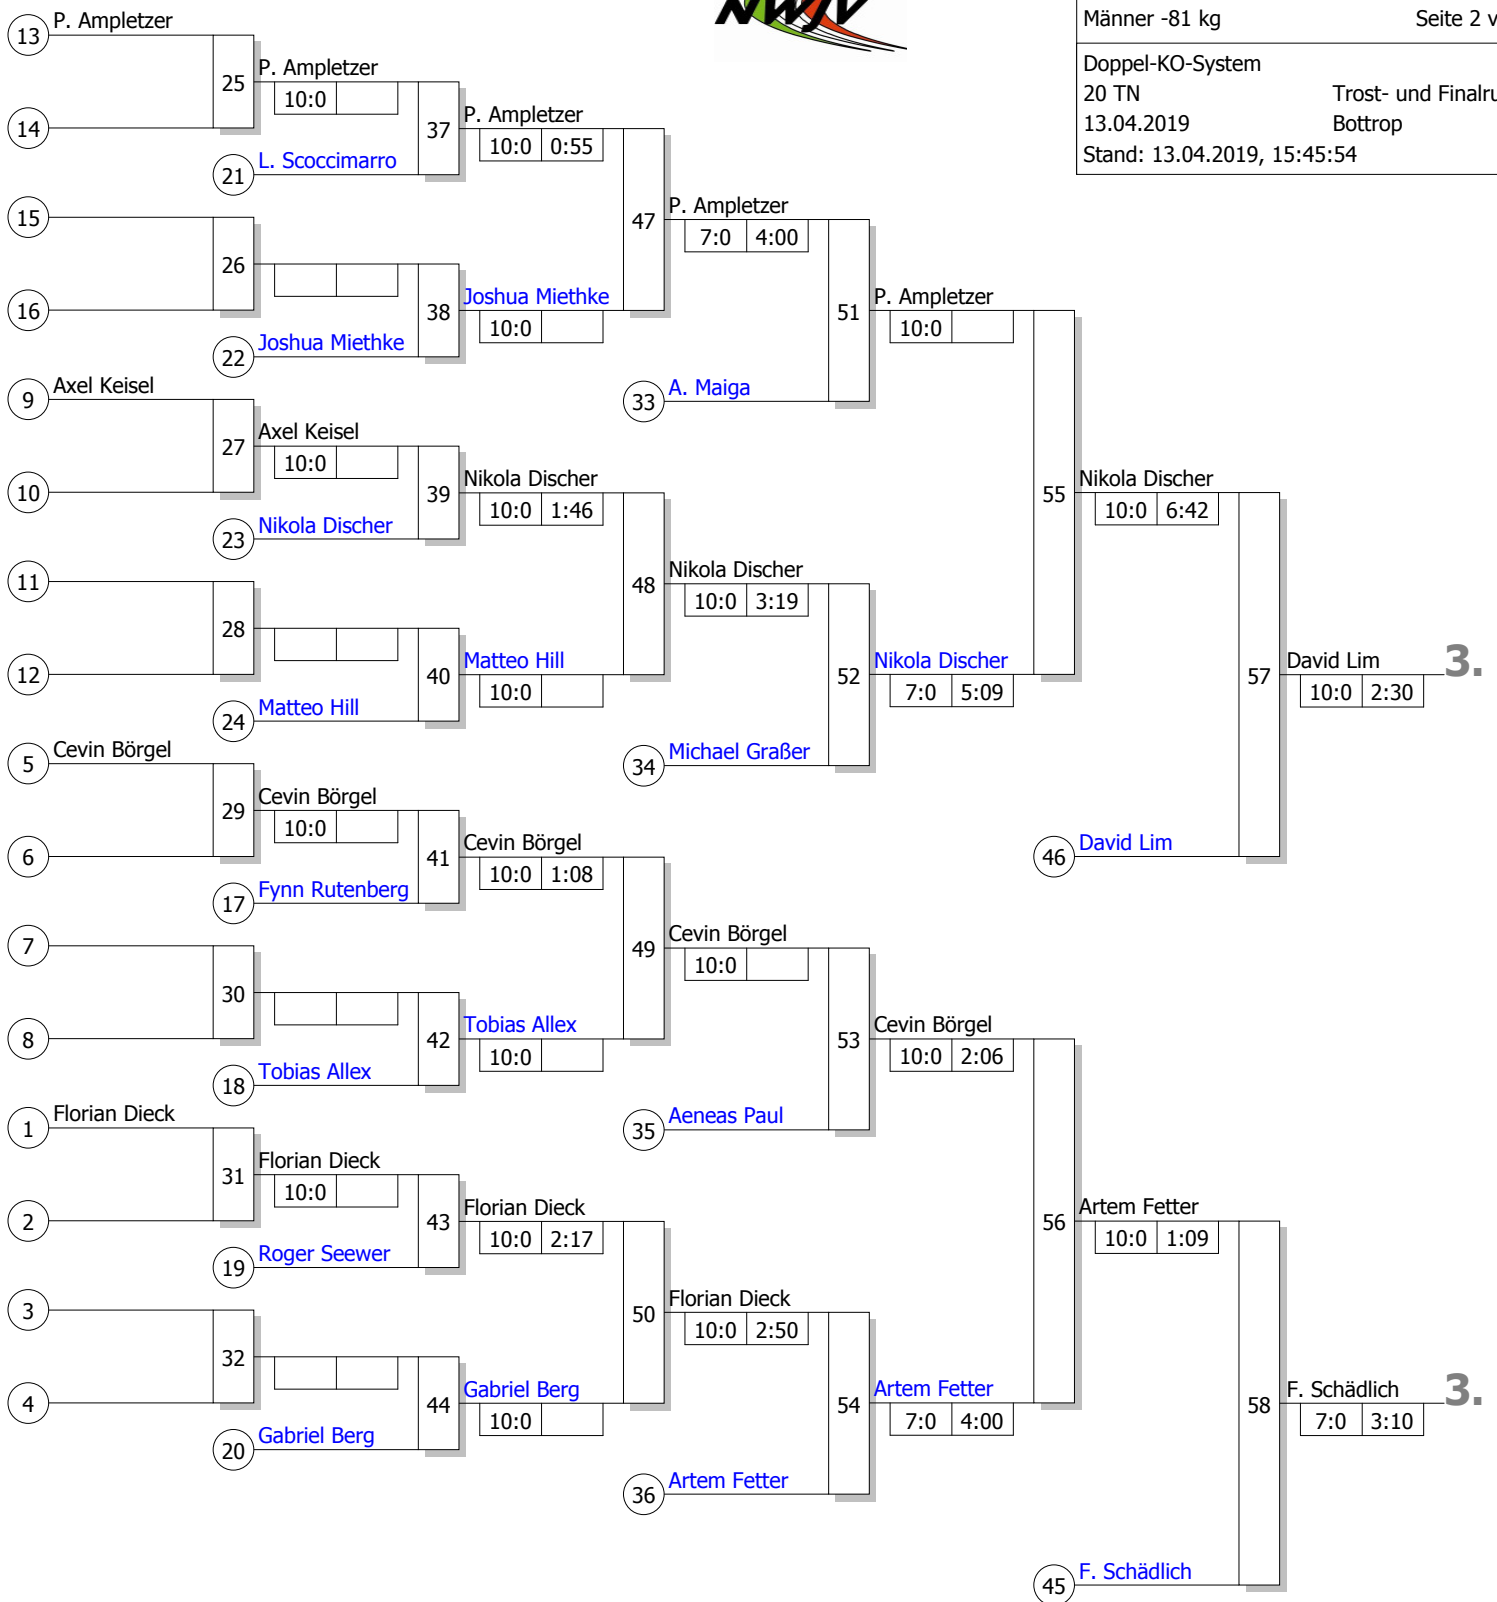 NWJV
Männer -81 kg Seite 2 v
Doppel-KO-System
20 TN Trost- und Finalru
13.04.2019 Bottrop
Stand: 13.04.2019, 15:45:54
13 P. Ampletzer
25 P. Ampletzer
10:0
14
37 P. Ampletzer
10:0 0:55
21 L. Scoccimarro
15
47 P. Ampletzer
7:0 4:00
26
16
38 Joshua Miethke
10:0
22 Joshua Miethke
51 P. Ampletzer
10:0
33 A. Maiga
9 Axel Keisel
27 Axel Keisel
10:0
10
39 Nikola Discher
10:0 1:46
23 Nikola Discher
55 Nikola Discher
10:0 6:42
11
48 Nikola Discher
10:0 3:19
28
12
40 Matteo Hill
10:0
24 Matteo Hill
52 Nikola Discher
7:0 5:09
34 Michael Graßer
57 David Lim 3.
10:0 2:30
46 David Lim
5 Cevin Börgel
29 Cevin Börgel
10:0
6
41 Cevin Börgel
10:0 1:08
17 Fynn Rutenberg
7
49 Cevin Börgel
10:0
30
8
42 Tobias Allex
10:0
18 Tobias Allex
53 Cevin Börgel
10:0 2:06
35 Aeneas Paul
1 Florian Dieck
31 Florian Dieck
10:0
2
43 Florian Dieck
10:0 2:17
19 Roger Seewer
56 Artem Fetter
10:0 1:09
3
50 Florian Dieck
10:0 2:50
32
4
44 Gabriel Berg
10:0
20 Gabriel Berg
54 Artem Fetter
7:0 4:00
36 Artem Fetter
58 F. Schädlich 3.
7:0 3:10
45 F. Schädlich